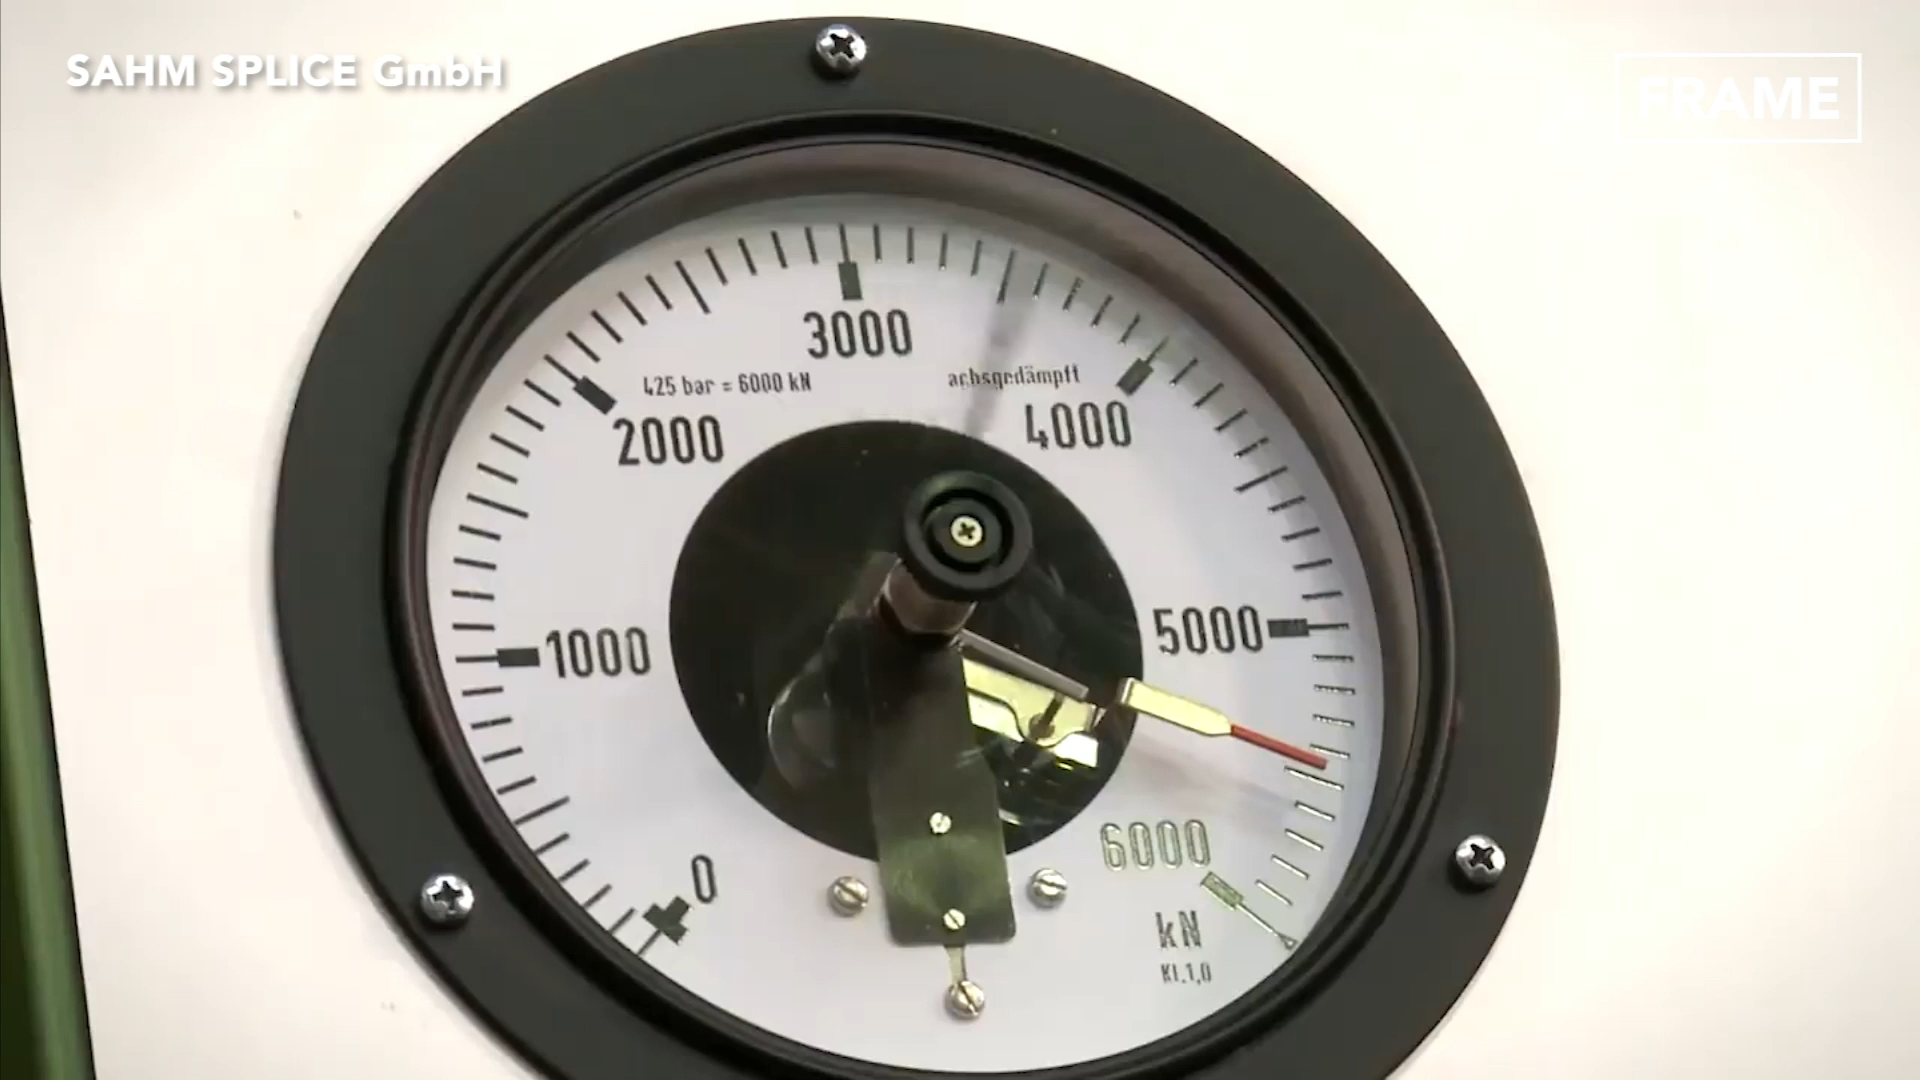 SAHM SPLICE GmbH
FRAME
3000
425 bar = 6000 kN
achsgedämpft
2000
4000
1000
5000
6000
0
kN
Kl.1,0